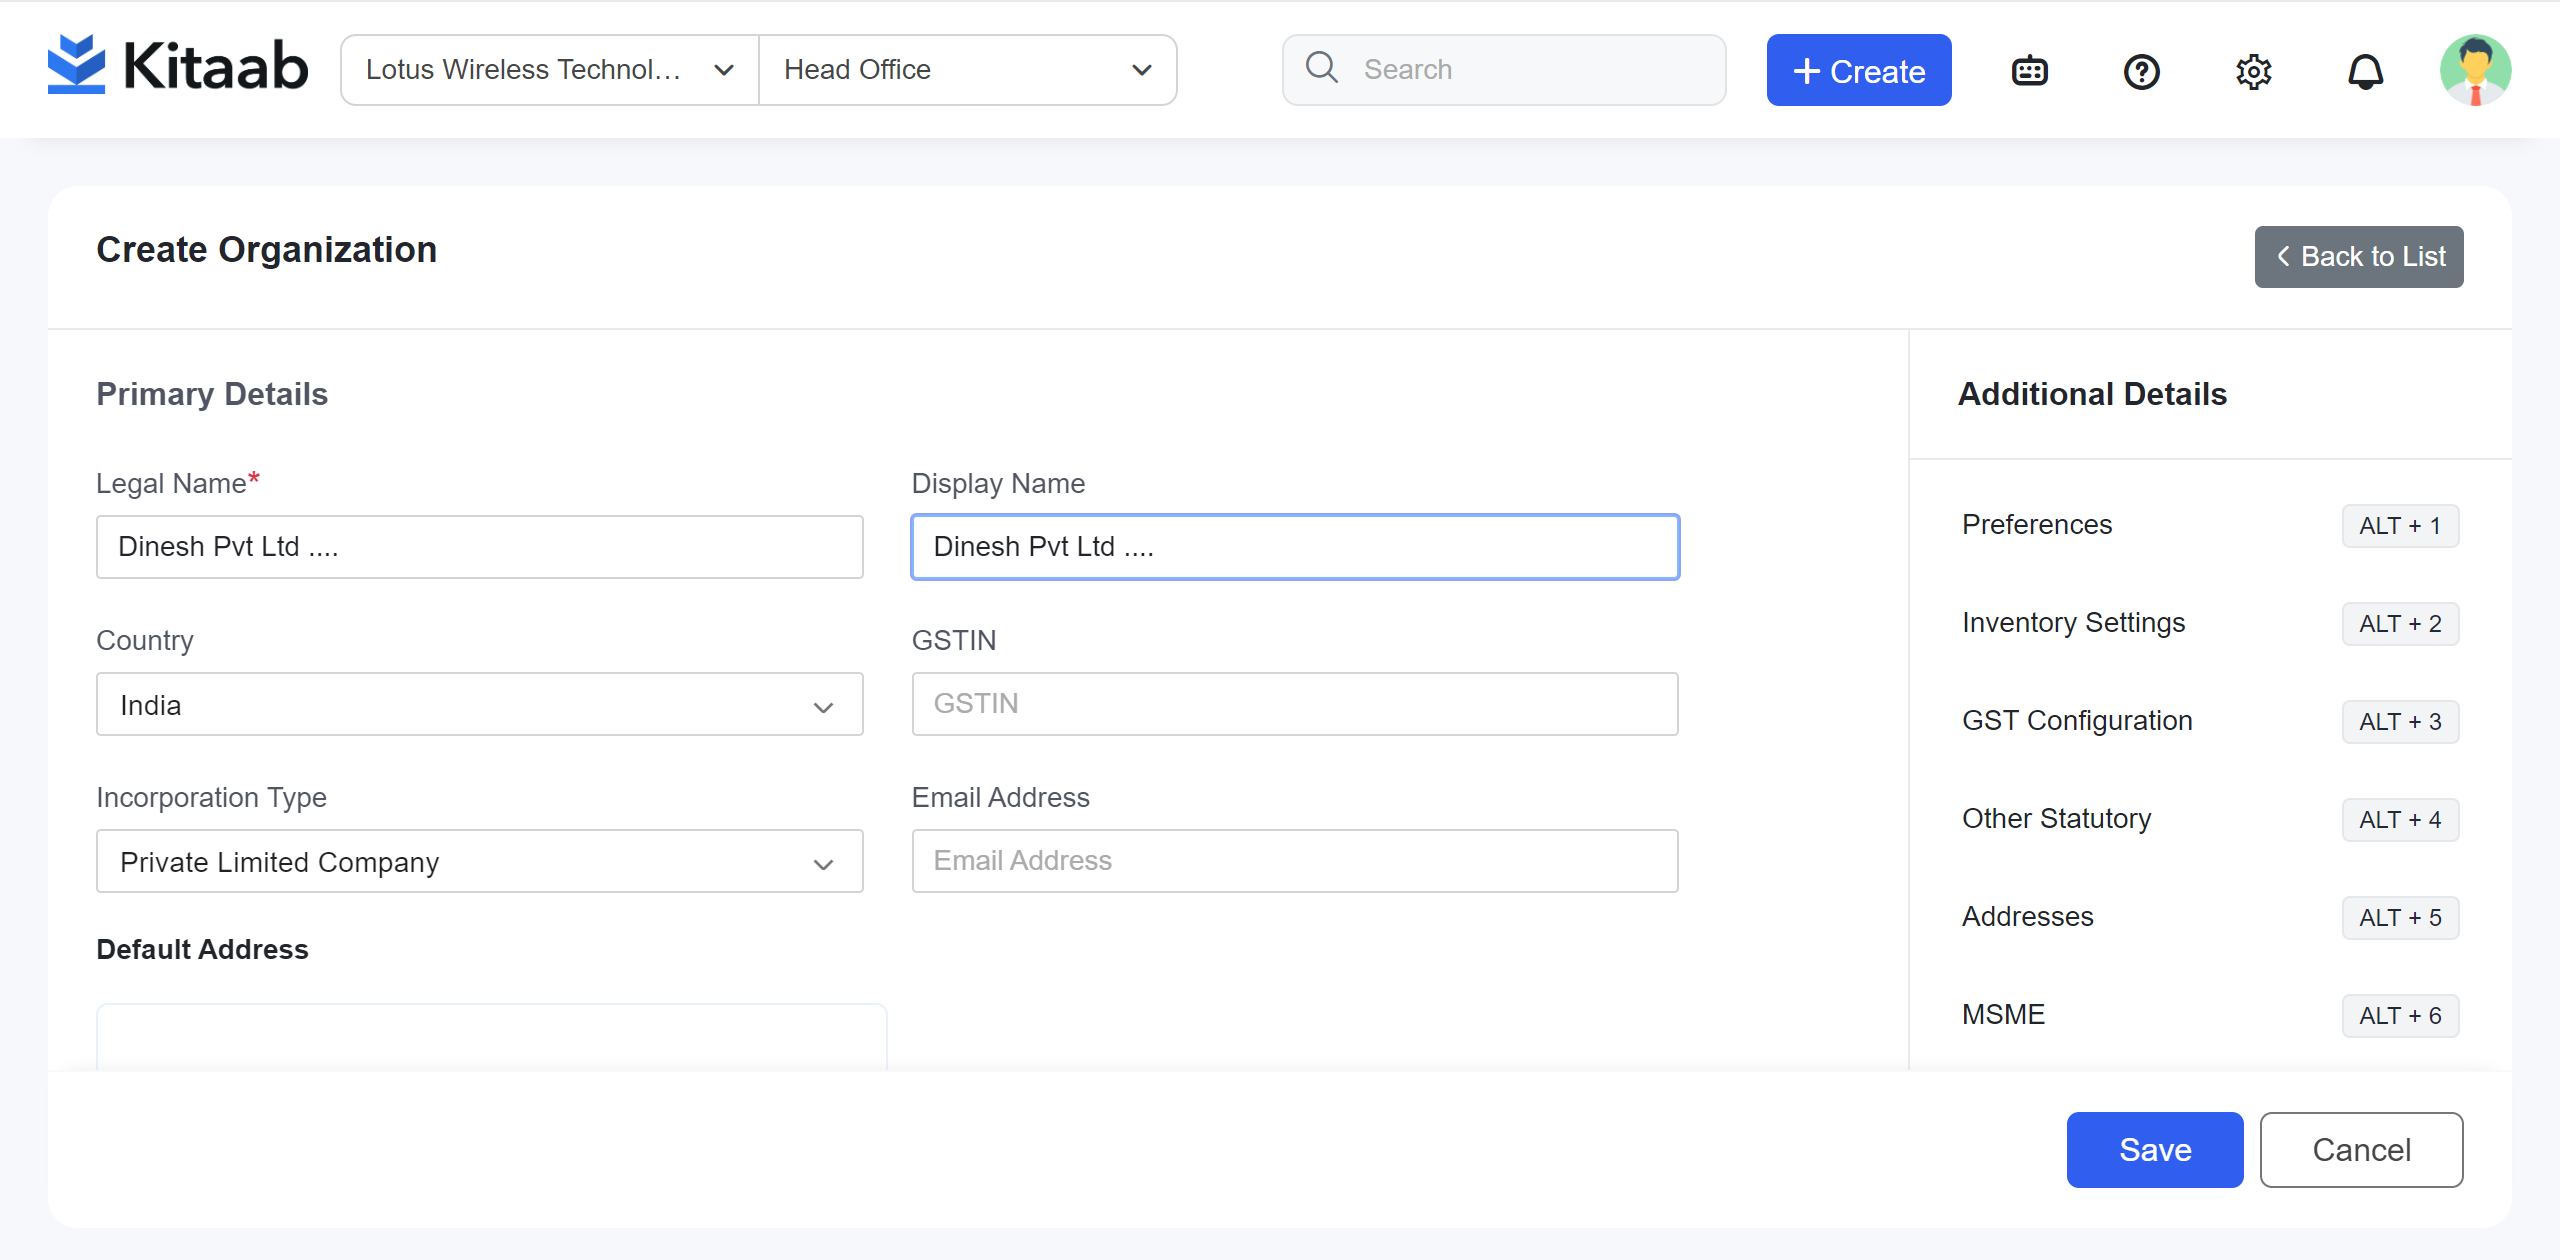 Kitaab
Lotus Wireless Technol...
Head Office
Search
+ Create
Create Organization
Back to List
Primary Details
Additional Details
Legal Name*
Display Name
Dinesh Pvt Ltd ....
Dinesh Pvt Ltd ....
Country
GSTIN
India
GSTIN
Incorporation Type
Email Address
Private Limited Company
Email Address
Default Address
Preferences ALT + 1
Inventory Settings ALT + 2
GST Configuration ALT + 3
Other Statutory ALT + 4
Addresses ALT + 5
MSME ALT + 6
Save
Cancel